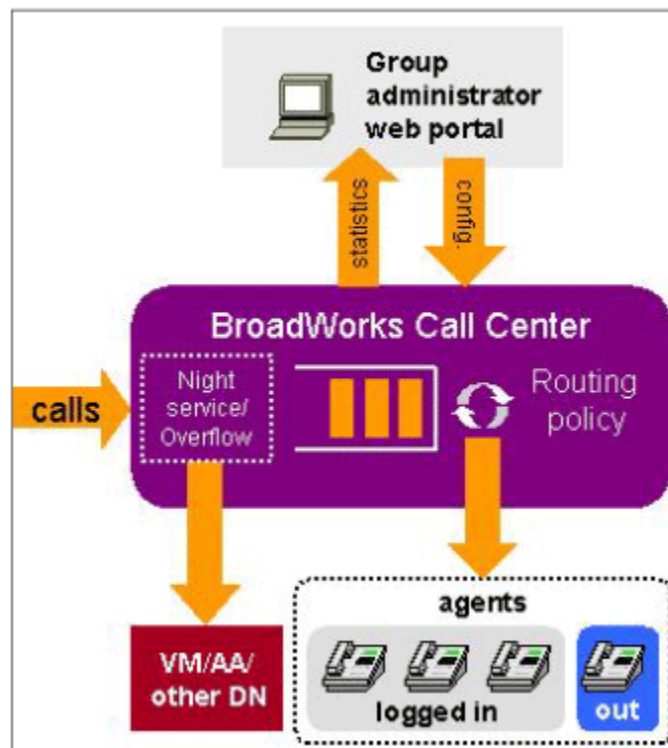 Group
administrator
web portal
statistics
config.
BroadWorks Call Center
calls
Night
service/
Overflow
Routing
policy
VM/AA/
other DN
agents
logged in
out